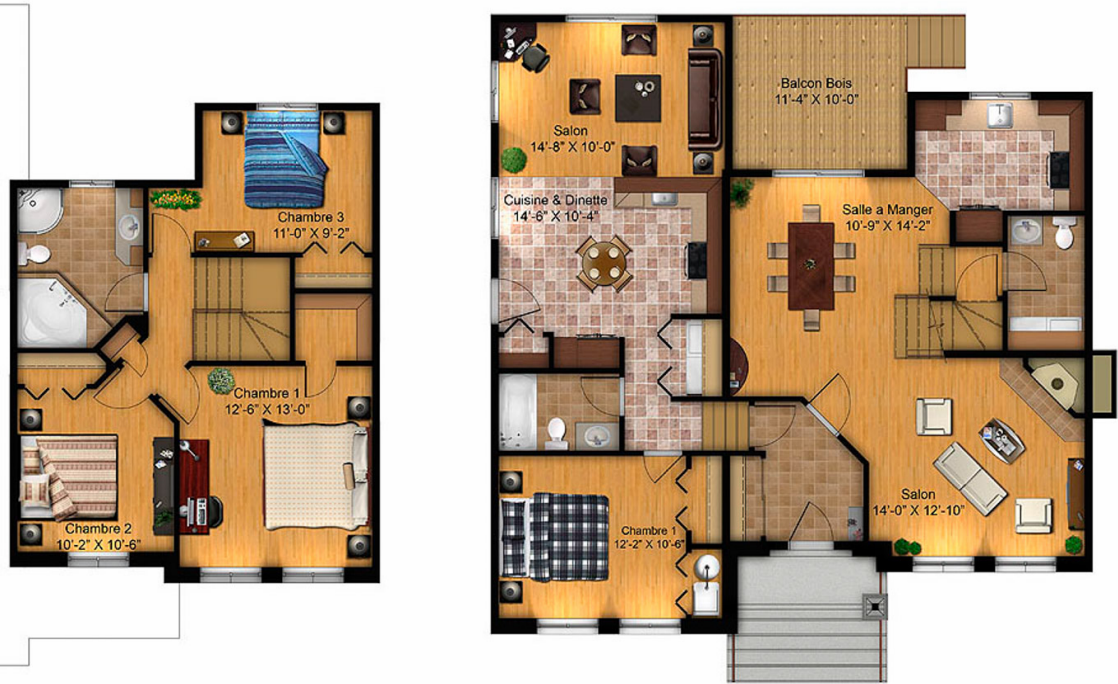 Chambre 3
11'-0" X 9'-2"
Chambre 1
12'-6" X 13'-0"
Chambre 2
10'-2" X 10'-6"
Balcon Bois
11'-4" X 10'-0"
Salon
14'-8" X 10'-0"
Cuisine & Dinette
14'-6" X 10'-4"
Salle a Manger
10'-9" X 14'-2"
Salon
14'-0" X 12'-10"
Chambre 1
12'-2" X 10'-6"